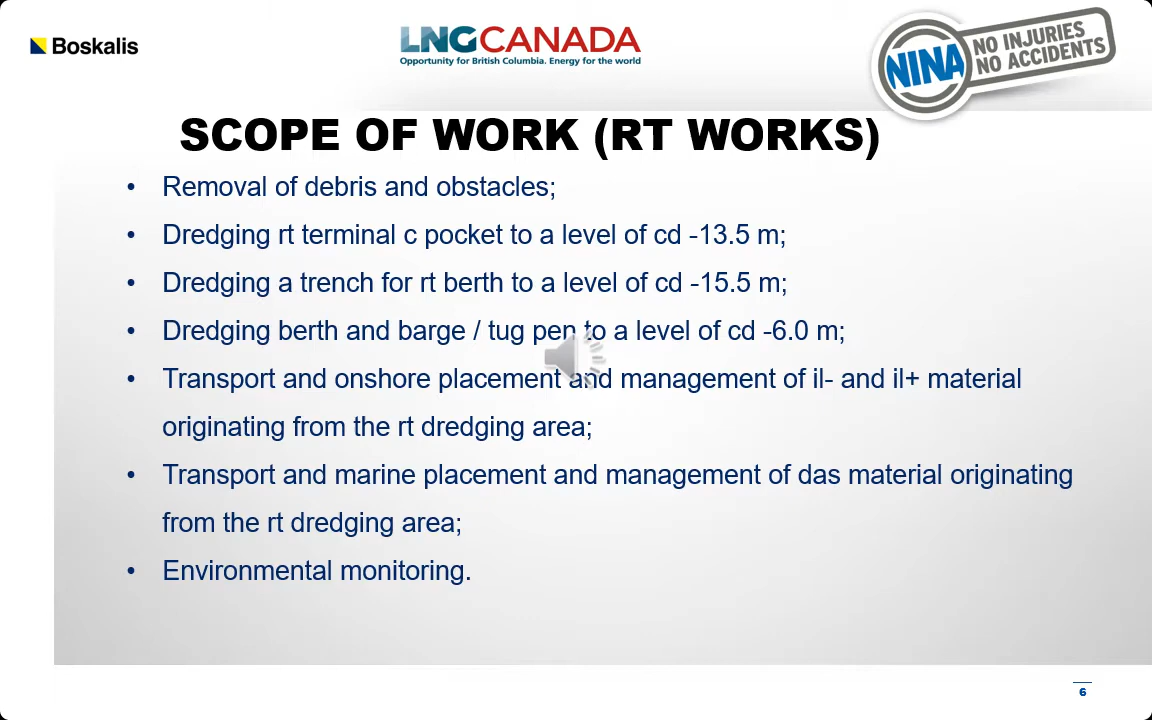 Boskalis
LNGCANADA
Opportunity for British Columbia. Energy for the world
NINA
NO INJURIES
NO ACCIDENTS
SCOPE OF WORK (RT WORKS)
• Removal of debris and obstacles;
• Dredging rt terminal c pocket to a level of cd -13.5 m;
• Dredging a trench for rt berth to a level of cd -15.5 m;
• Dredging berth and barge / tug pen to a level of cd -6.0 m;
• Transport and onshore placement and management of il- and il+ material
originating from the rt dredging area;
• Transport and marine placement and management of das material originating
from the rt dredging area;
• Environmental monitoring.
6